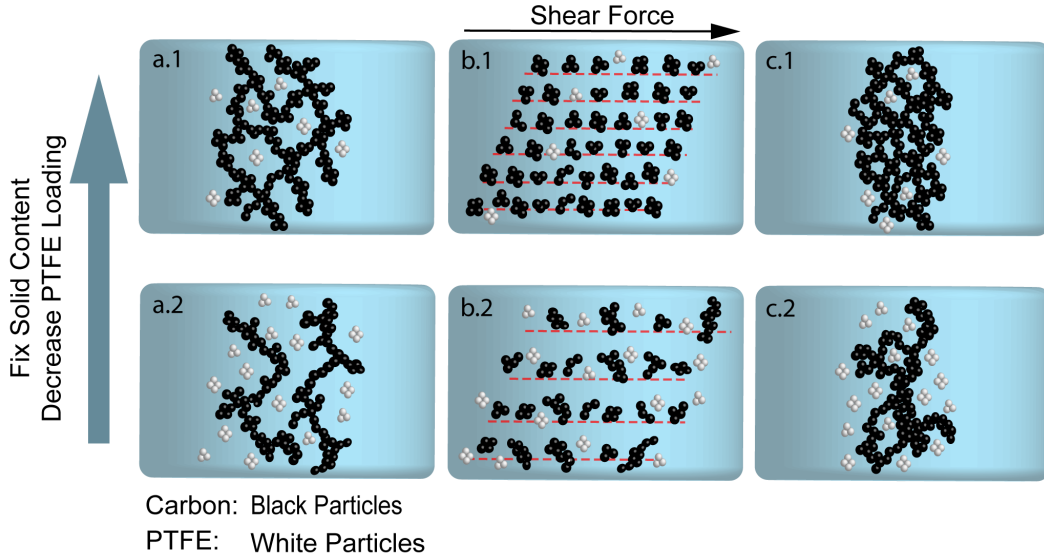 Shear Force
a.1
b.1
c.1
Fix Solid Content
Decrease PTFE Loading
a.2
b.2
c.2
Carbon: Black Particles
PTFE: White Particles